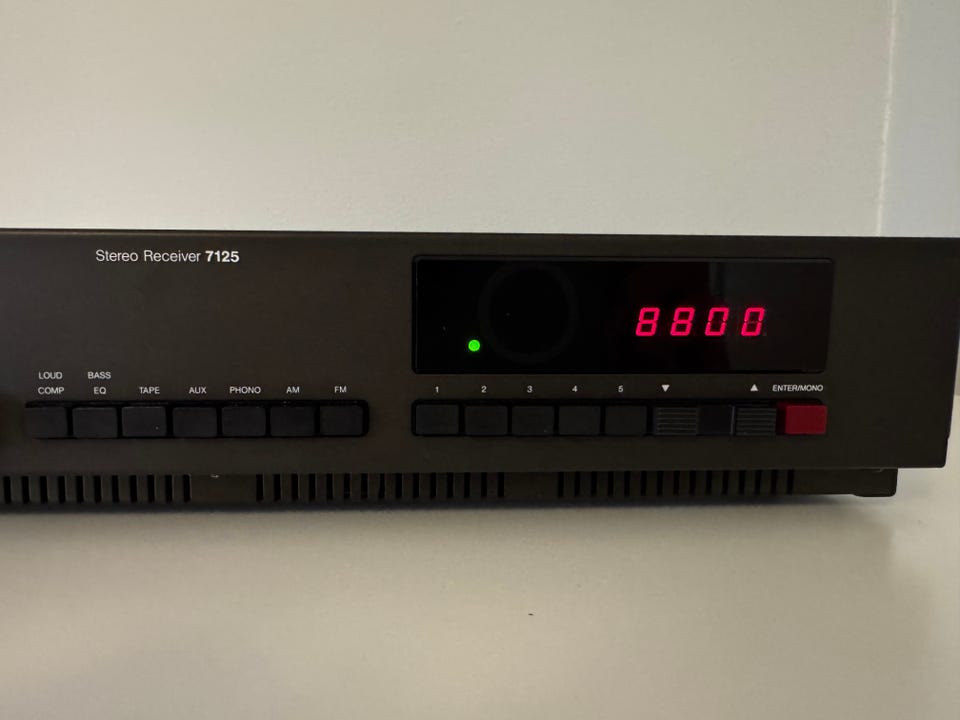 Stereo Receiver 7125
8800
LOUD BASS
COMP EQ TAPE AUX PHONO AM FM
1 2 3 4 5 ▼ ▲ ENTER/MONO